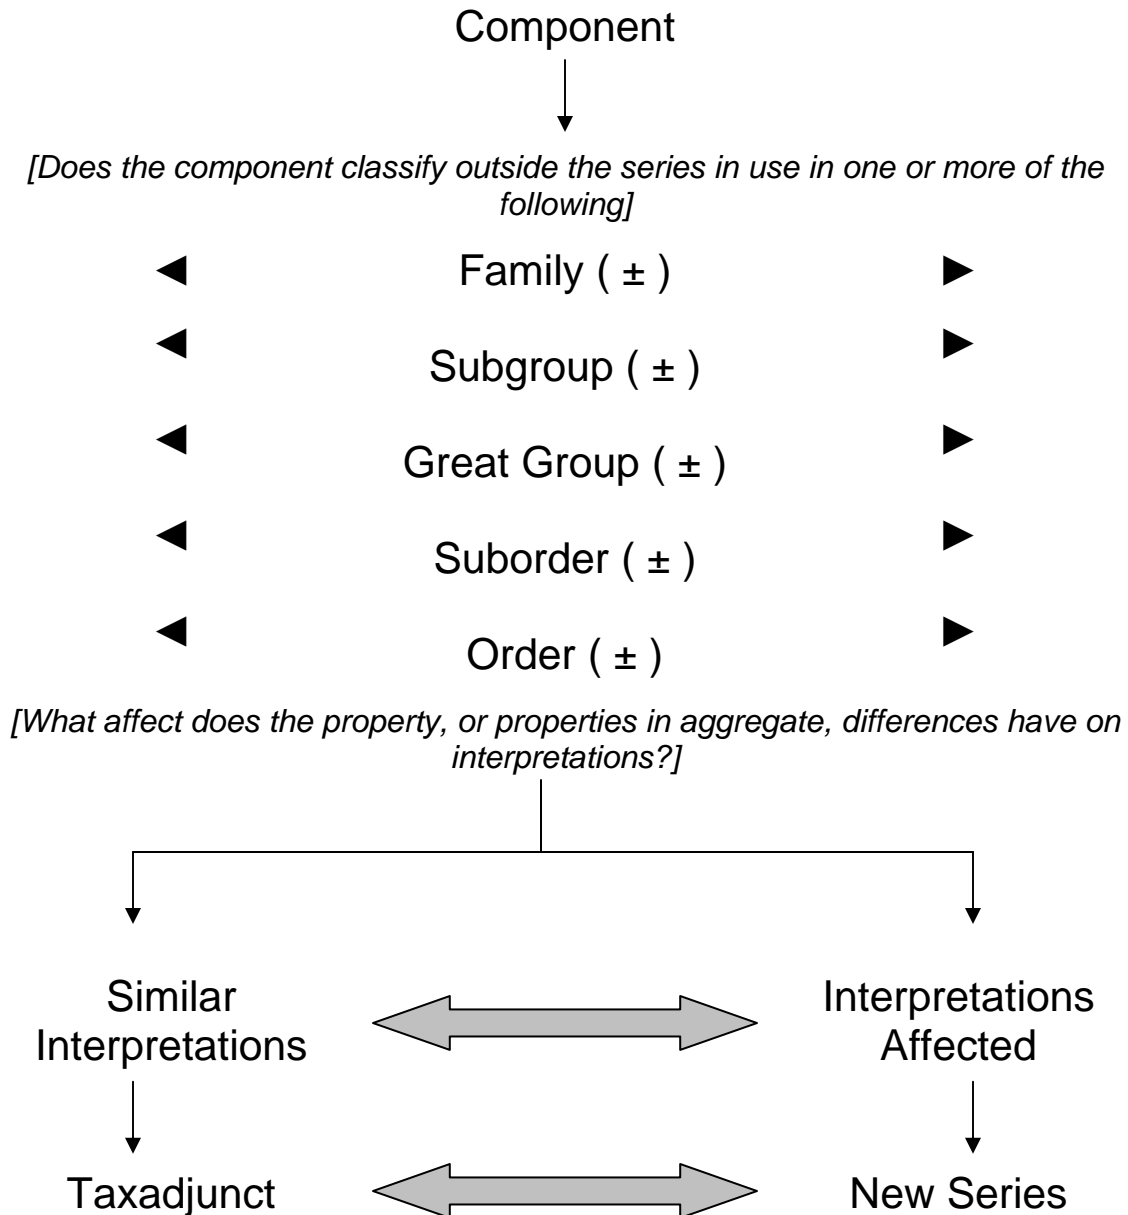 Component
[Does the component classify outside the series in use in one or more of the
following]
Family ( ± )
Subgroup ( ± )
Great Group ( ± )
Suborder ( ± )
Order ( ± )
[What affect does the property, or properties in aggregate, differences have on
interpretations?]
Similar
Interpretations
Interpretations
Affected
Taxadjunct
New Series